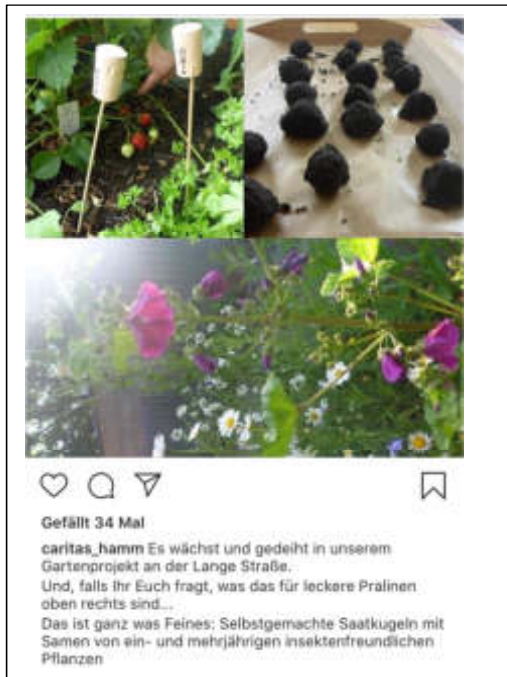 Gefällt 34 Mal
caritas_hamm Es wächst und gedeiht in unserem
Gartenprojekt an der Lange Straße.
Und, falls Ihr Euch fragt, was das für leckere Pralinen
oben rechts sind...
Das ist ganz was Feines: Selbstgemachte Saatkugeln mit
Samen von ein- und mehrjährigen insektenfreundlichen
Pflanzen